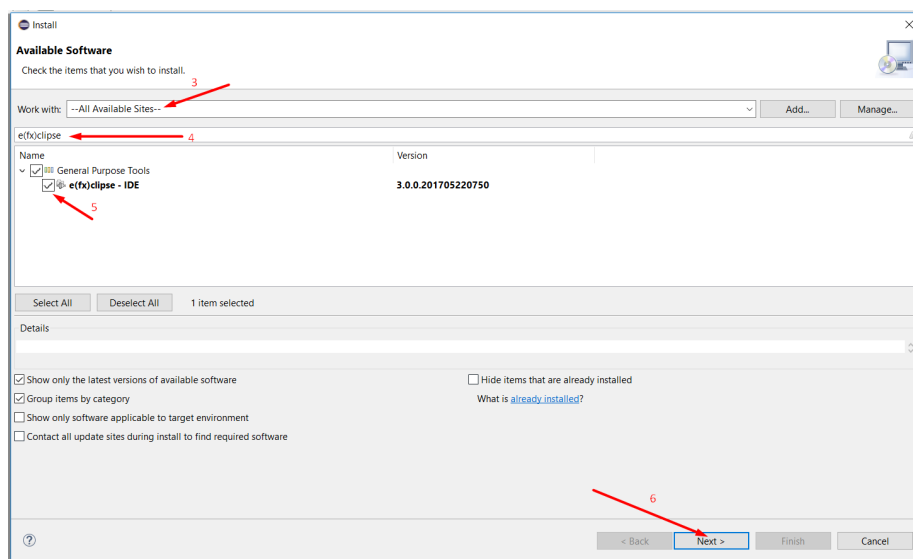 Install
Available Software
Check the items that you wish to install.
3
Work with: --All Available Sites-- Add... Manage...
e(fx)clipse 4
Name Version
General Purpose Tools
e(fx)clipse - IDE 3.0.0.201705220750
5
Select All Deselect All 1 item selected
Details
Show only the latest versions of available software Hide items that are already installed
Group items by category What is already installed?
Show only software applicable to target environment
Contact all update sites during install to find required software
6
? < Back Next > Finish Cancel